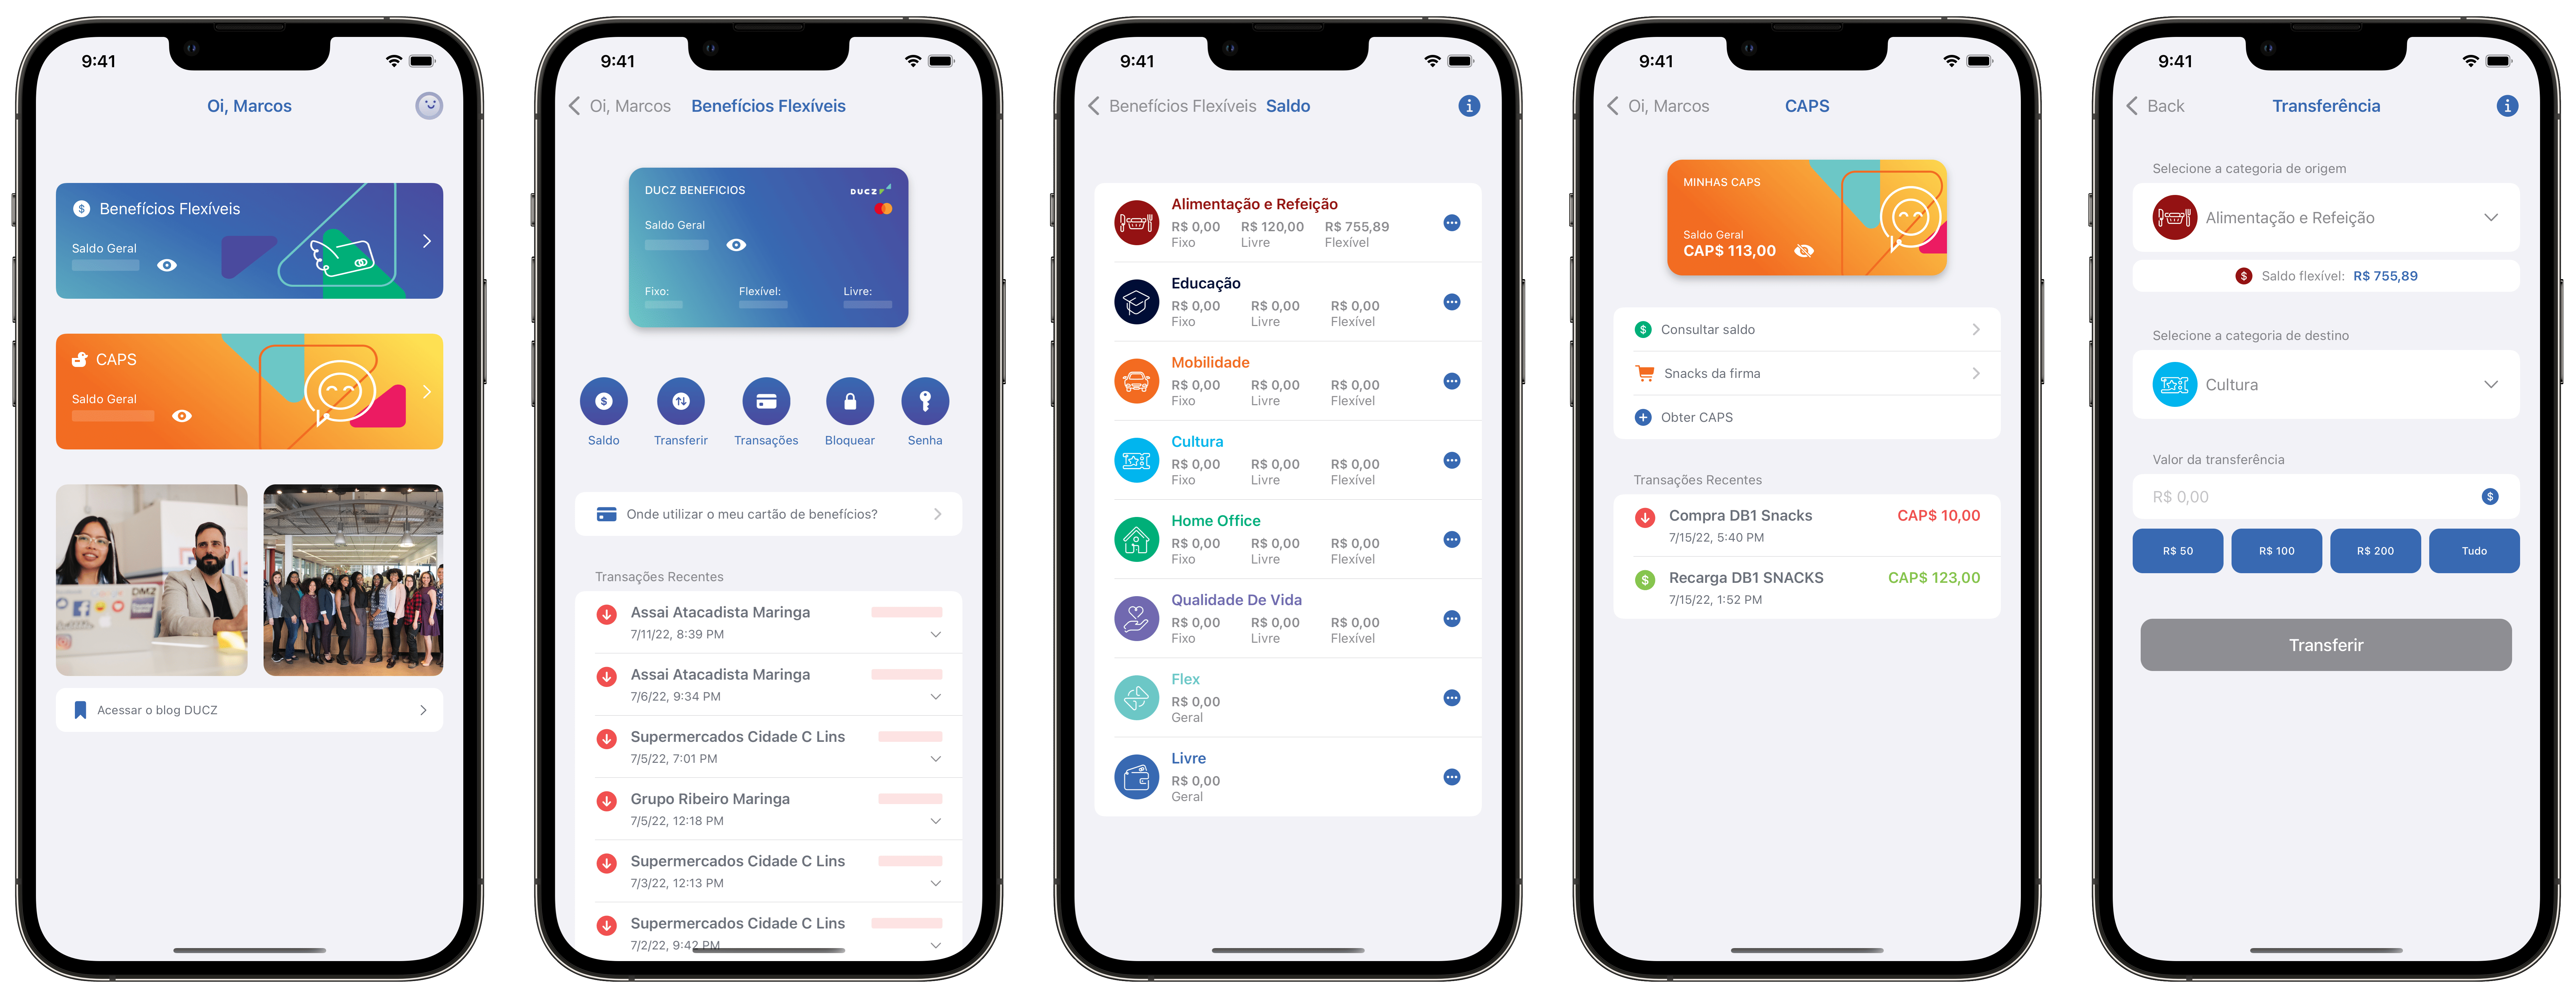 9:41
Oi, Marcos
Benefícios Flexíveis
Saldo Geral
CAPS
Saldo Geral
DMZ
Acessar o blog DUCZ
9:41
Oi, Marcos Benefícios Flexíveis
DUCZ BENEFICIOS DUCZ
Saldo Geral
Fixo: Flexível: Livre:
Saldo Transferir Transações Bloquear Senha
Onde utilizar o meu cartão de benefícios?
Transações Recentes
Assai Atacadista Maringa
7/11/22, 8:39 PM
Assai Atacadista Maringa
7/6/22, 9:34 PM
Supermercados Cidade C Lins
7/5/22, 7:01 PM
Grupo Ribeiro Maringa
7/5/22, 12:18 PM
Supermercados Cidade C Lins
7/3/22, 12:13 PM
Supermercados Cidade C Lins
7/2/22, 9:42 PM
9:41
Benefícios Flexíveis Saldo
Alimentação e Refeição
R$ 0,00 R$ 120,00 R$ 755,89
Fixo Livre Flexível
Educação
R$ 0,00 R$ 0,00 R$ 0,00
Fixo Livre Flexível
Mobilidade
R$ 0,00 R$ 0,00 R$ 0,00
Fixo Livre Flexível
Cultura
R$ 0,00 R$ 0,00 R$ 0,00
Fixo Livre Flexível
Home Office
R$ 0,00 R$ 0,00 R$ 0,00
Fixo Livre Flexível
Qualidade De Vida
R$ 0,00 R$ 0,00 R$ 0,00
Fixo Livre Flexível
Flex
R$ 0,00
Geral
Livre
R$ 0,00
Geral
9:41
Oi, Marcos CAPS
MINHAS CAPS
Saldo Geral
CAP$ 113,00
Consultar saldo
Snacks da firma
Obter CAPS
Transações Recentes
Compra DB1 Snacks CAP$ 10,00
7/15/22, 5:40 PM
Recarga DB1 SNACKS CAP$ 123,00
7/15/22, 1:52 PM
9:41
Back Transferência
Selecione a categoria de origem
Alimentação e Refeição
Saldo flexível: R$ 755,89
Selecione a categoria de destino
Cultura
Valor da transferência
R$ 0,00
R$ 50 R$ 100 R$ 200 Tudo
Transferir